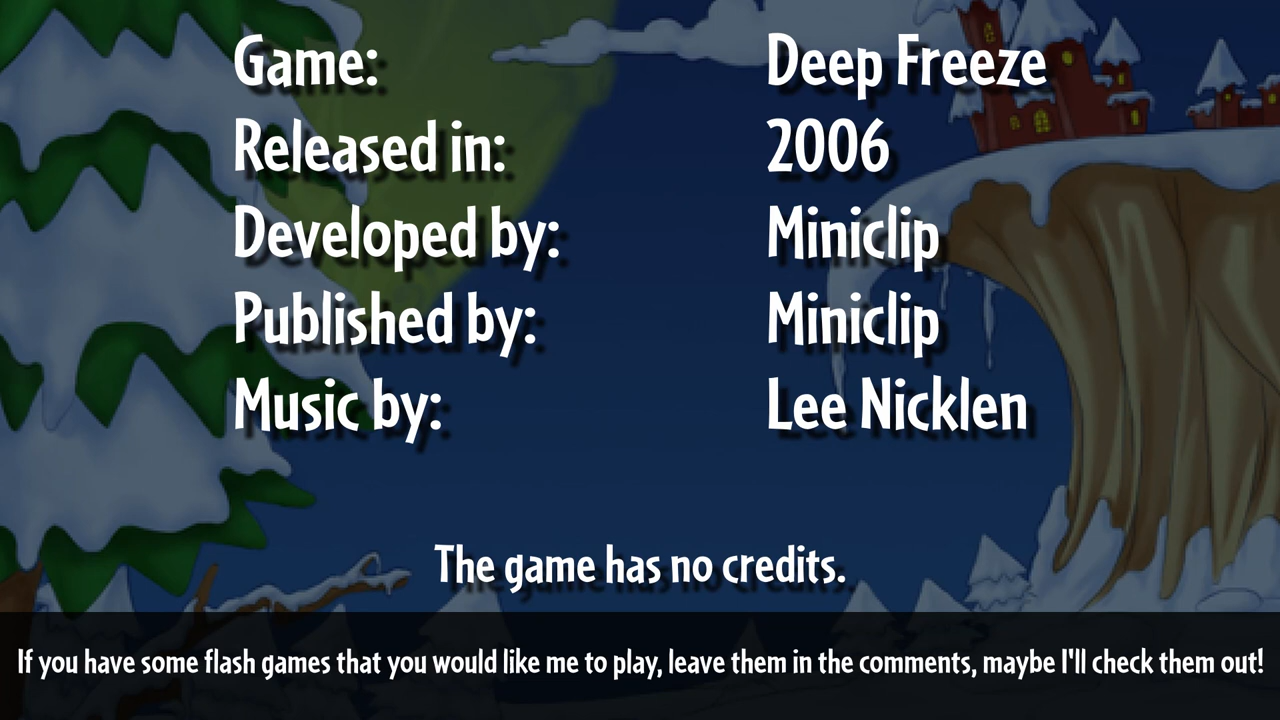 Game: Deep Freeze
Released in: 2006
Developed by: Miniclip
Published by: Miniclip
Music by: Lee Nicklen
The game has no credits.
If you have some flash games that you would like me to play, leave them in the comments, maybe I'll check them out!